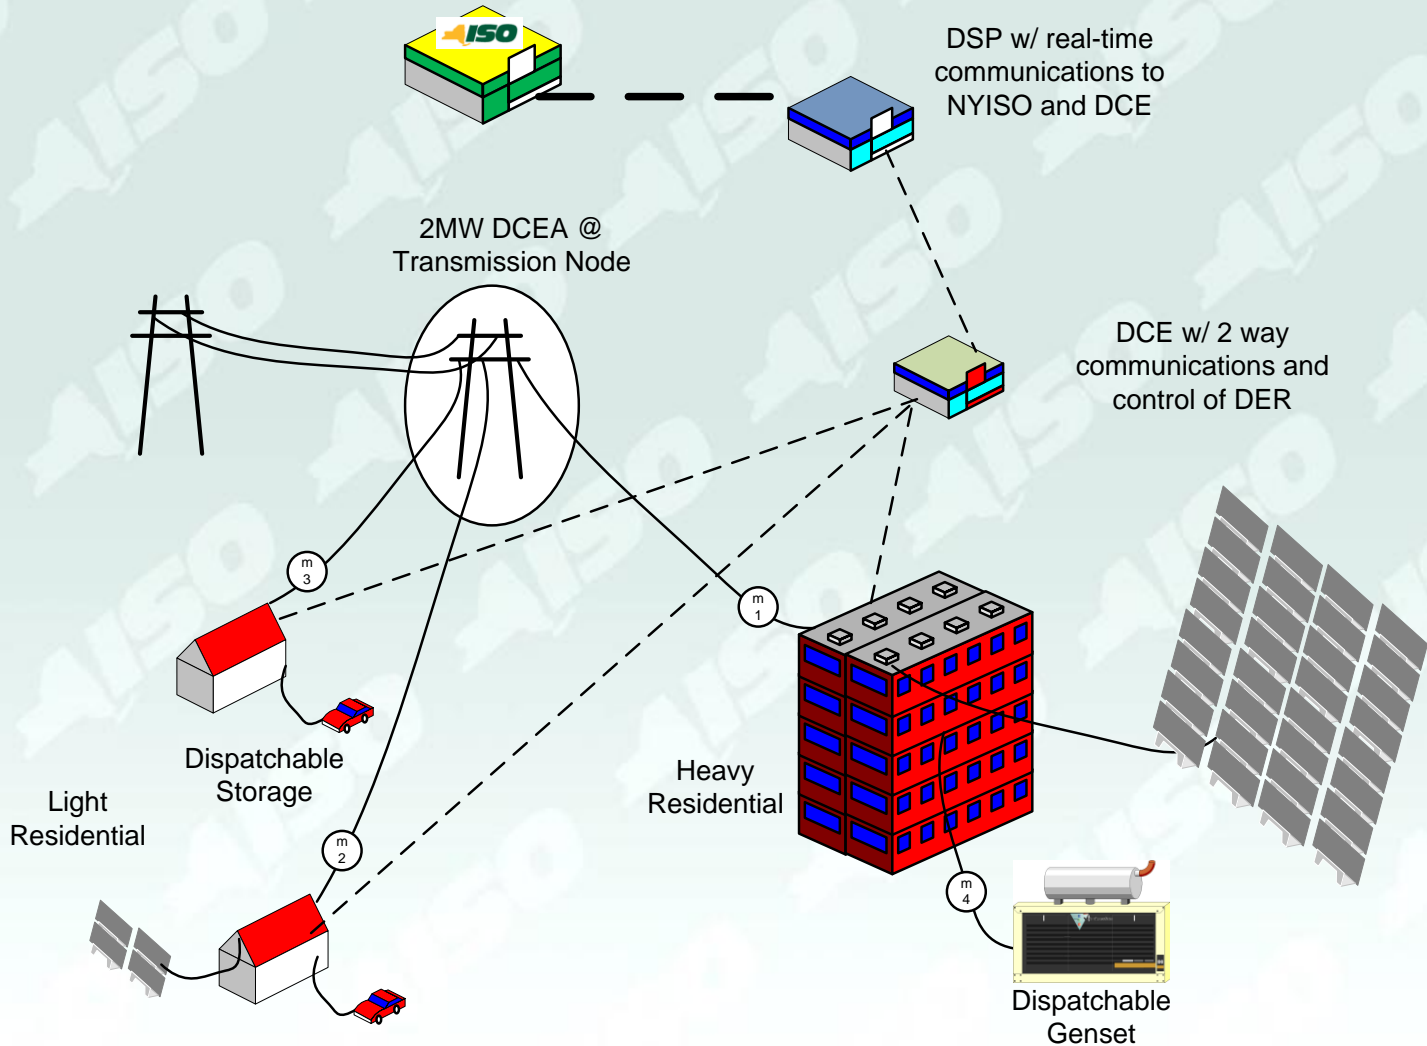 ISO
DSP w/ real-time
communications to
NYISO and DCE
2MW DCEA @
Transmission Node
DCE w/ 2 way
communications and
control of DER
m
3
m
1
Dispatchable
Storage
Heavy
Residential
Light
Residential
m
2
m
4
Dispatchable
Genset